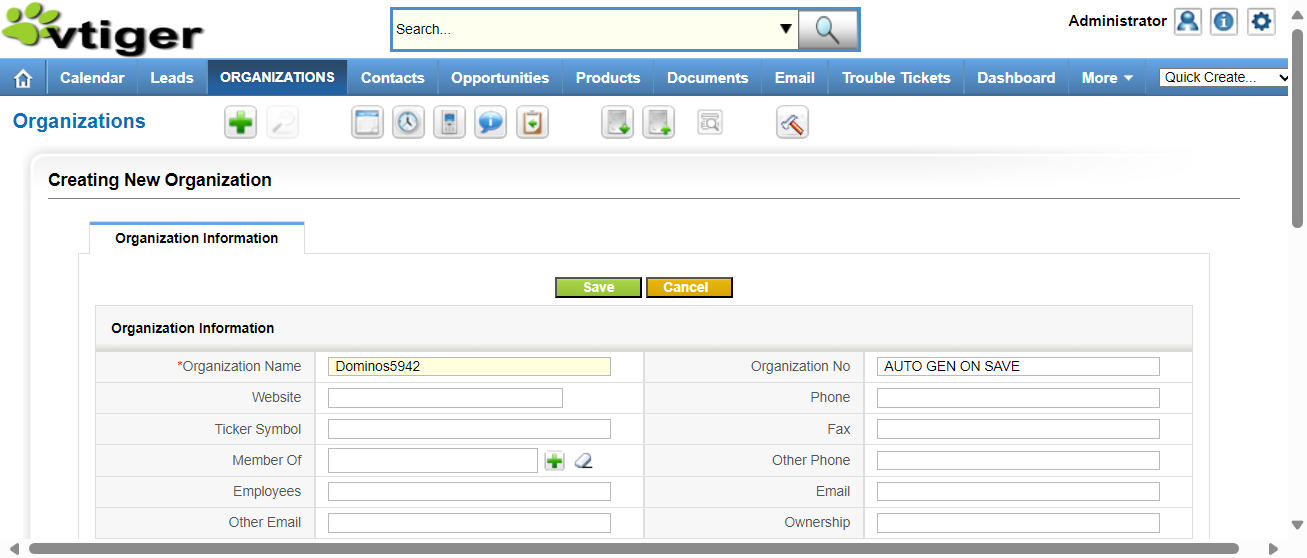 vtiger
Search...
Administrator
Calendar Leads ORGANIZATIONS Contacts Opportunities Products Documents Email Trouble Tickets Dashboard More Quick Create...
Organizations
Creating New Organization
Organization Information
Save Cancel
Organization Information
*Organization Name Dominos5942 Organization No AUTO GEN ON SAVE
Website Phone
Ticker Symbol Fax
Member Of Other Phone
Employees Email
Other Email Ownership